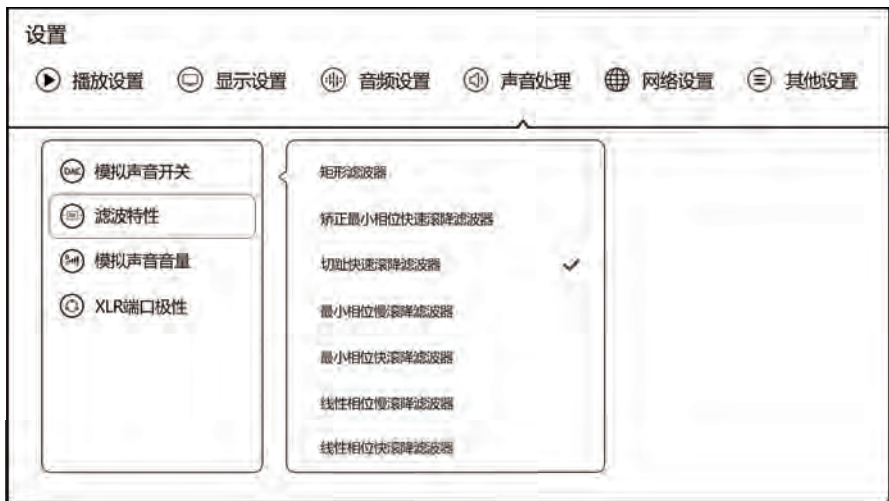 设置
播放设置 显示设置 音频设置 声音处理 网络设置 其他设置
DAC 模拟声音开关
滤波特性
模拟声音音量
XLR端口极性
矩形滤波器
矫正最小相位快速滚降滤波器
切趾快速滚降滤波器
最小相位慢滚降滤波器
最小相位快滚降滤波器
线性相位慢滚降滤波器
线性相位快滚降滤波器